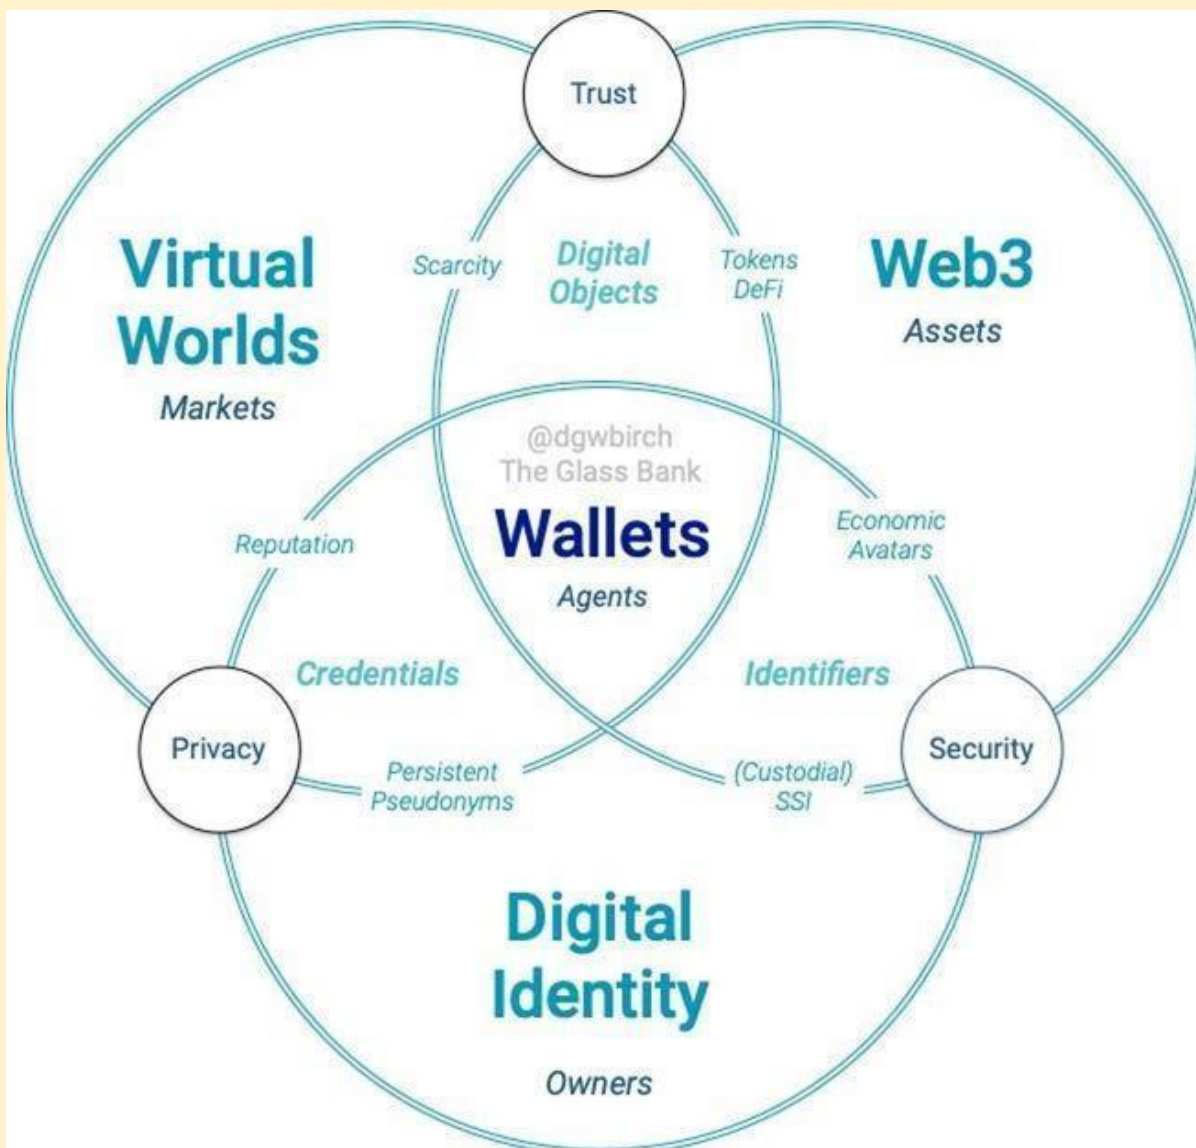 Trust
Virtual
Worlds
Markets
Scarcity
Digital
Objects
Tokens
DeFi
Web3
Assets
@dgwbirch
The Glass Bank
Wallets
Agents
Reputation
Economic
Avatars
Credentials
Identifiers
Privacy
Security
Persistent
Pseudonyms
(Custodial)
SSI
Digital
Identity
Owners